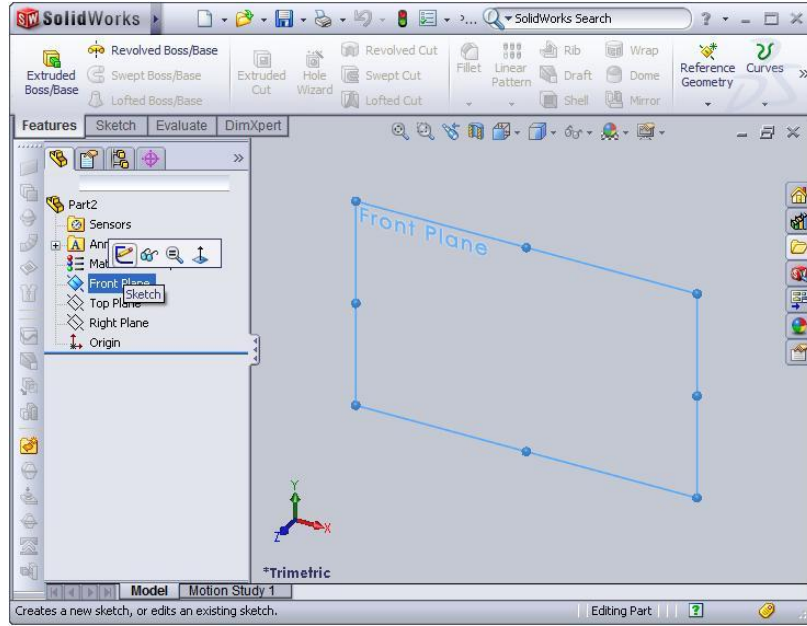 SolidWorks
SolidWorks Search
Extruded Boss/Base
Revolved Boss/Base
Swept Boss/Base
Lofted Boss/Base
Extruded Cut
Hole Wizard
Revolved Cut
Swept Cut
Lofted Cut
Fillet
Linear Pattern
Rib
Draft
Shell
Wrap
Dome
Mirror
Reference Geometry
Curves
Features Sketch Evaluate DimXpert
Part2
Sensors
Mat
Front Plane
Sketch
Top Plane
Right Plane
Origin
Front Plane
Y
X
Z
*Trimetric
Model Motion Study 1
Creates a new sketch, or edits an existing sketch.
Editing Part